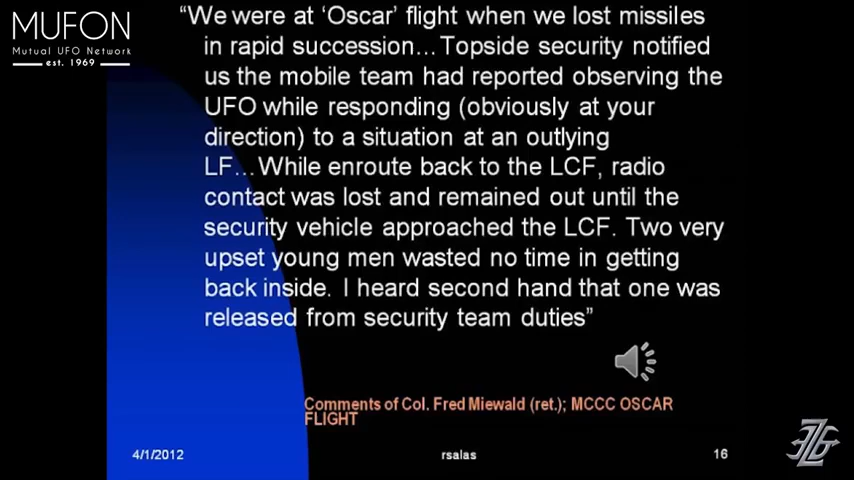 MUFON
Mutual UFO Network
est. 1969
“We were at ‘Oscar’ flight when we lost missiles
in rapid succession…Topside security notified
us the mobile team had reported observing the
UFO while responding (obviously at your
direction) to a situation at an outlying
LF…While enroute back to the LCF, radio
contact was lost and remained out until the
security vehicle approached the LCF. Two very
upset young men wasted no time in getting
back inside. I heard second hand that one was
released from security team duties”
Comments of Col. Fred Miewald (ret.); MCCC OSCAR
FLIGHT
4/1/2012
rsalas
16